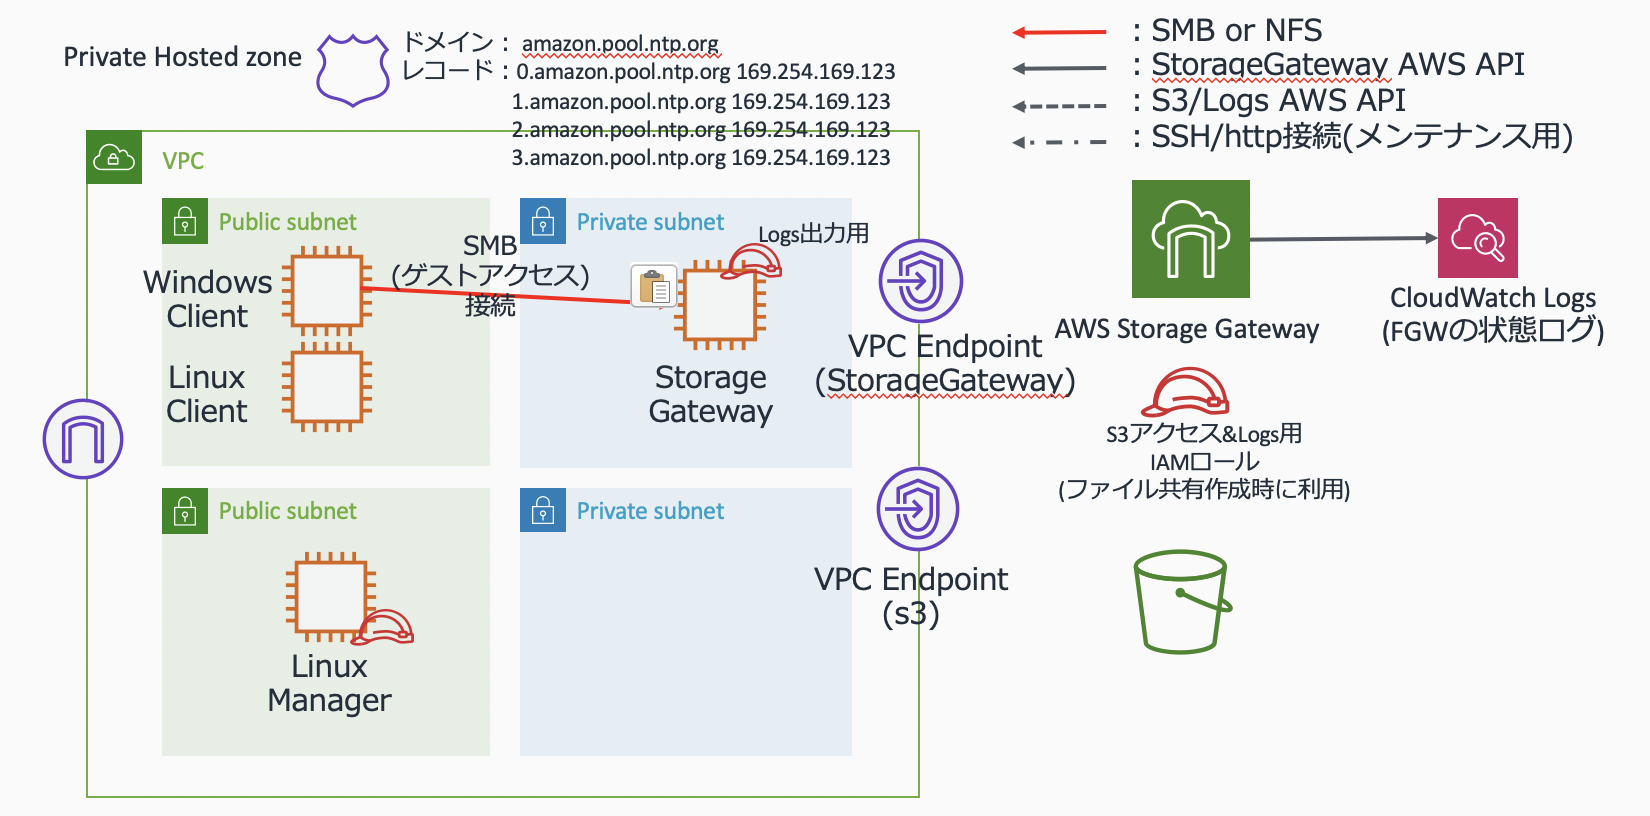 Private Hosted zone
ドメイン： amazon.pool.ntp.org
レコード：0.amazon.pool.ntp.org 169.254.169.123
1.amazon.pool.ntp.org 169.254.169.123
2.amazon.pool.ntp.org 169.254.169.123
3.amazon.pool.ntp.org 169.254.169.123
：SMB or NFS
：StorageGateway AWS API
：S3/Logs AWS API
：SSH/http接続(メンテナンス用)
VPC
Public subnet
Windows
Client
Linux
Client
SMB
(ゲストアクセス)
接続
Private subnet
Logs出力用
Storage
Gateway
VPC Endpoint
(StorageGateway)
AWS Storage Gateway
CloudWatch Logs
(FGWの状態ログ)
S3アクセス&Logs用
IAMロール
(ファイル共有作成時に利用)
Public subnet
Linux
Manager
Private subnet
VPC Endpoint
(s3)